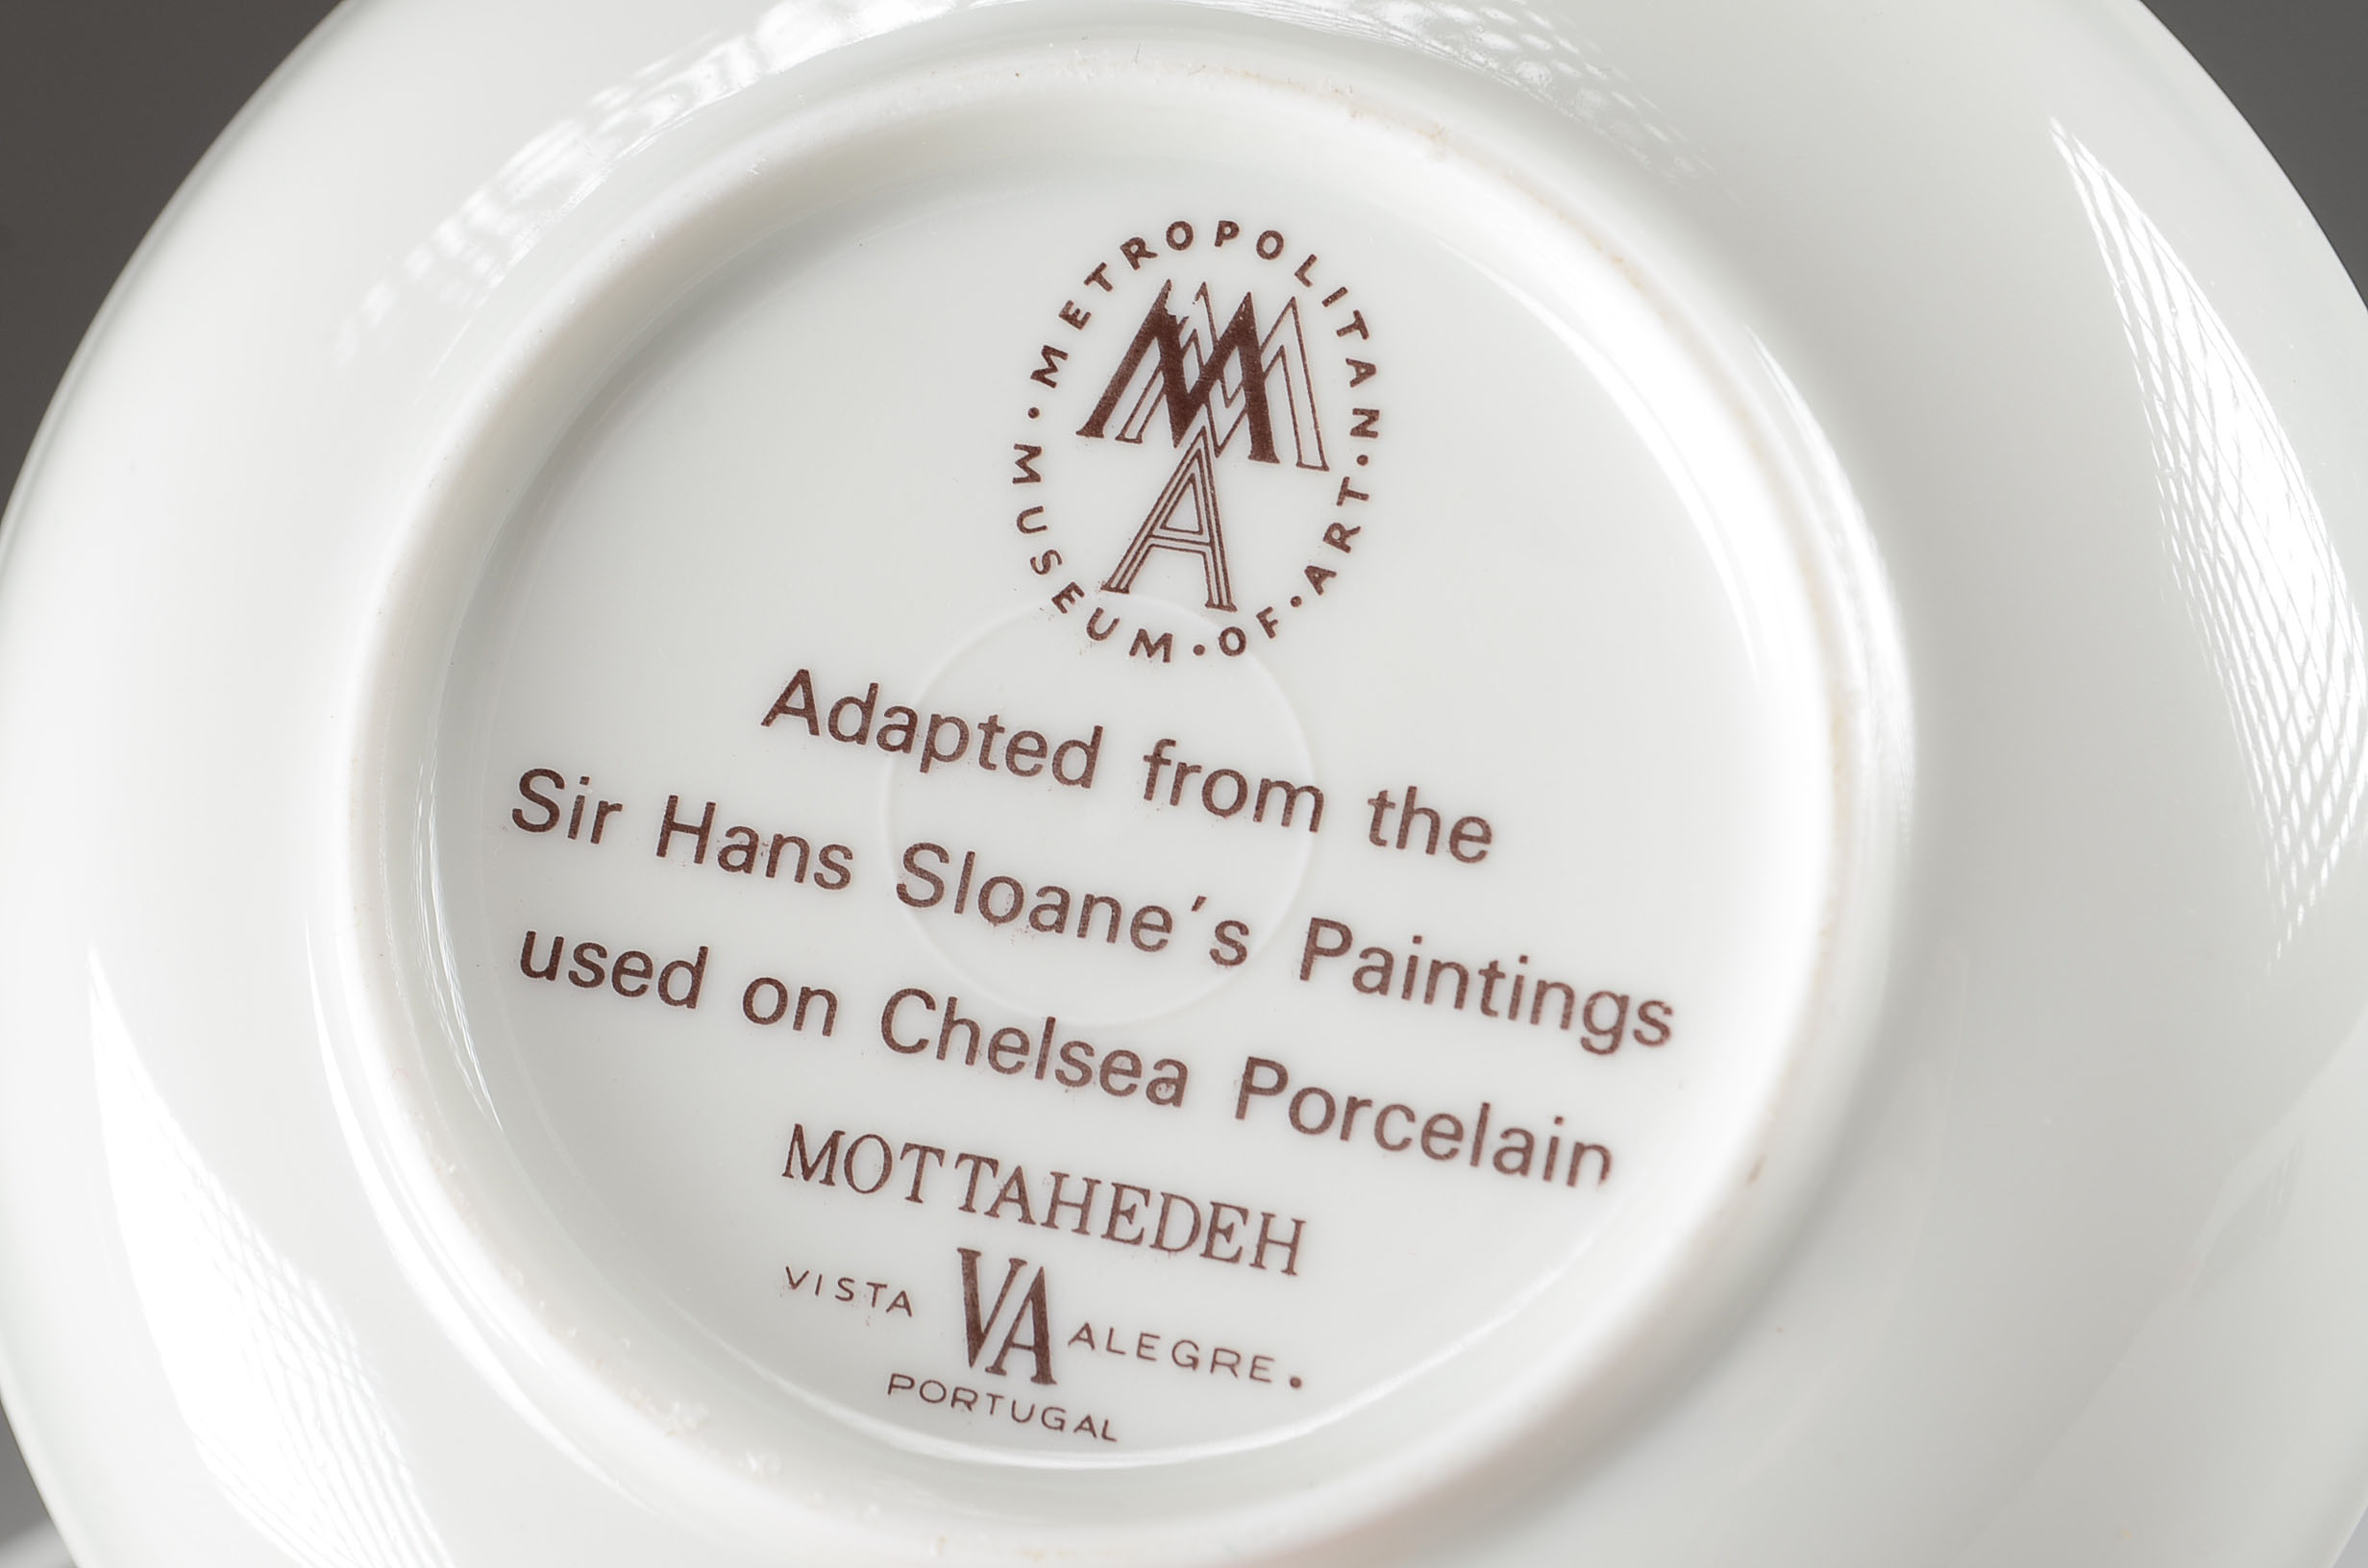 METROPOLITAN·MUSEUM·OF·ART·
MMA
Adapted from the
Sir Hans Sloane's Paintings
used on Chelsea Porcelain
MOTTAHEDEH
VISTA VA ALEGRE.
PORTUGAL